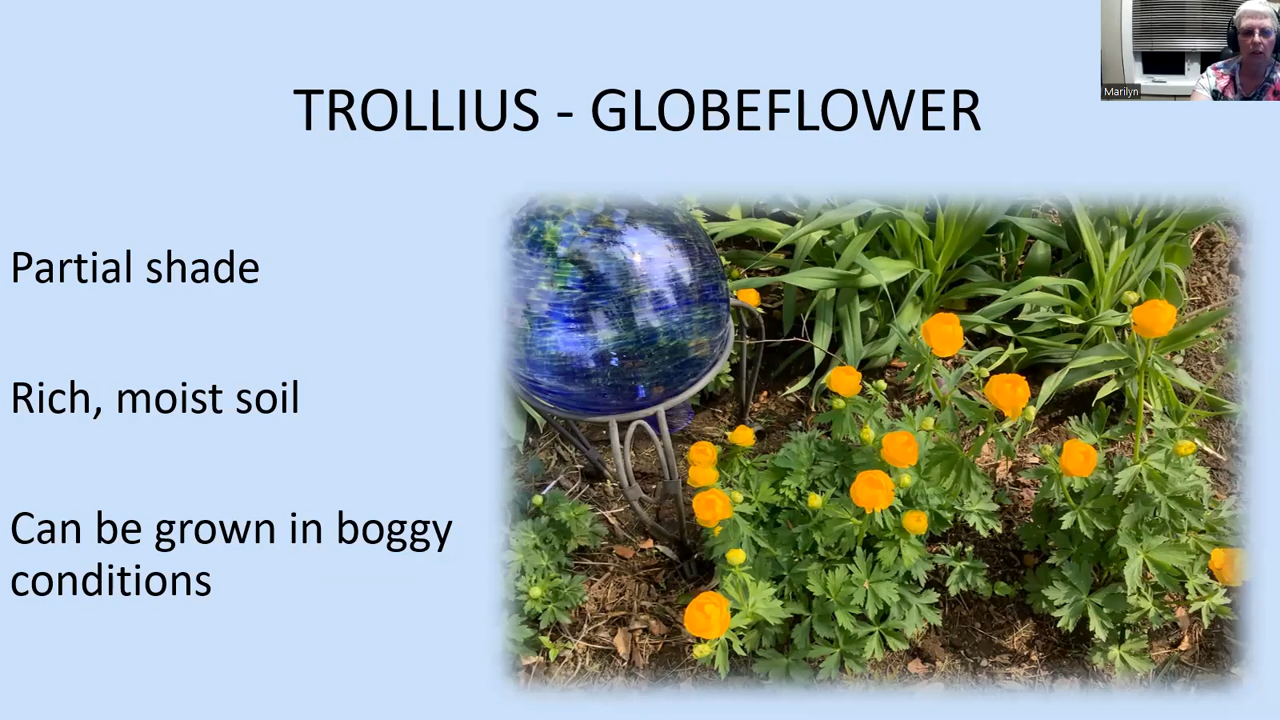 Marilyn
TROLLIUS - GLOBEFLOWER
Partial shade
Rich, moist soil
Can be grown in boggy
conditions